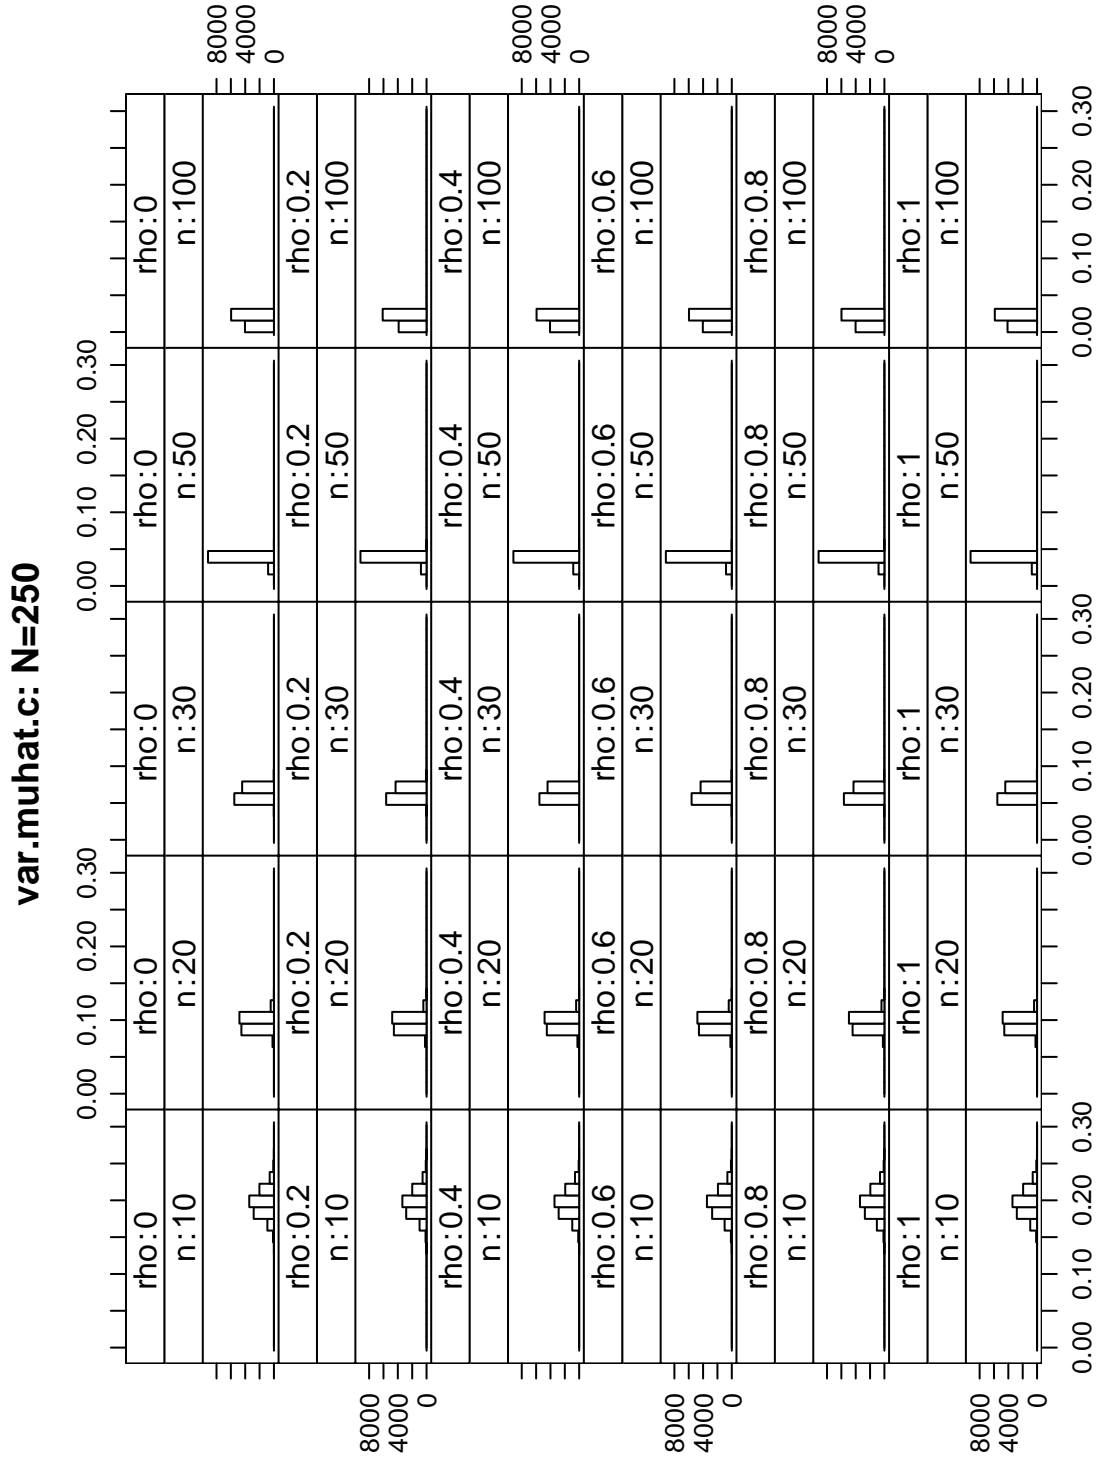 var.muhat.c: N=250
0.00 0.10 0.20 0.30 0.00 0.10 0.20 0.30
rho:0 rho:0 rho:0 rho:0 rho:0
n:10 n:20 n:30 n:50 n:100
8000
4000
0
rho:0.2 rho:0.2 rho:0.2 rho:0.2 rho:0.2
n:10 n:20 n:30 n:50 n:100
8000
4000
0
rho:0.4 rho:0.4 rho:0.4 rho:0.4 rho:0.4
n:10 n:20 n:30 n:50 n:100
8000
4000
0
rho:0.6 rho:0.6 rho:0.6 rho:0.6 rho:0.6
n:10 n:20 n:30 n:50 n:100
8000
4000
0
rho:0.8 rho:0.8 rho:0.8 rho:0.8 rho:0.8
n:10 n:20 n:30 n:50 n:100
8000
4000
0
rho:1 rho:1 rho:1 rho:1 rho:1
n:10 n:20 n:30 n:50 n:100
8000
4000
0
0.00 0.10 0.20 0.30 0.00 0.10 0.20 0.30 0.00 0.10 0.20 0.30